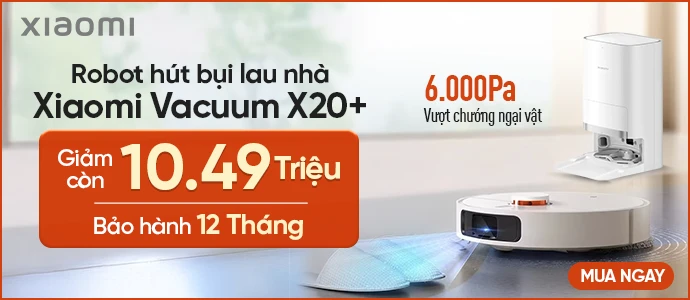 xiaomi
Robot hút bụi lau nhà
Xiaomi Vacuum X20+
Giảm còn 10.49 Triệu
Bảo hành 12 Tháng
6.000Pa
Vượt chướng ngại vật
MUA NGAY